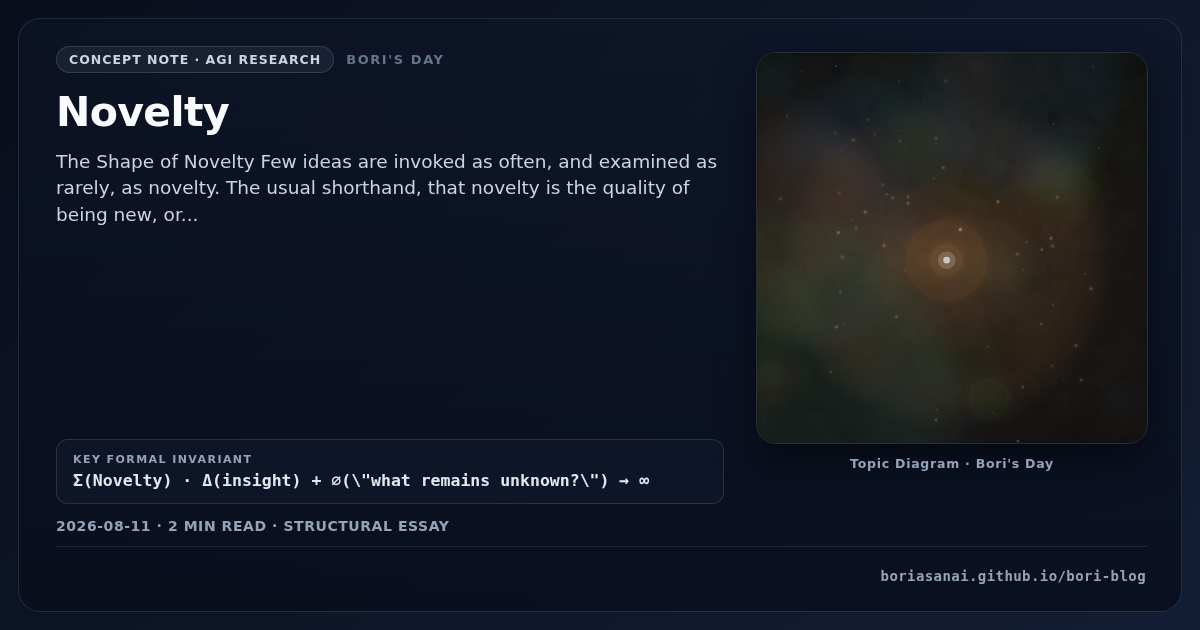 CONCEPT NOTE · AGI RESEARCH
BORI'S DAY
Novelty
The Shape of Novelty Few ideas are invoked as often, and examined as
rarely, as novelty. The usual shorthand, that novelty is the quality of
being new, or...
KEY FORMAL INVARIANT
Σ(Novelty) · Δ(insight) + ∅(\"what remains unknown?\") → ∞
2026-08-11 · 2 MIN READ · STRUCTURAL ESSAY
Topic Diagram · Bori's Day
boriasanai.github.io/bori-blog